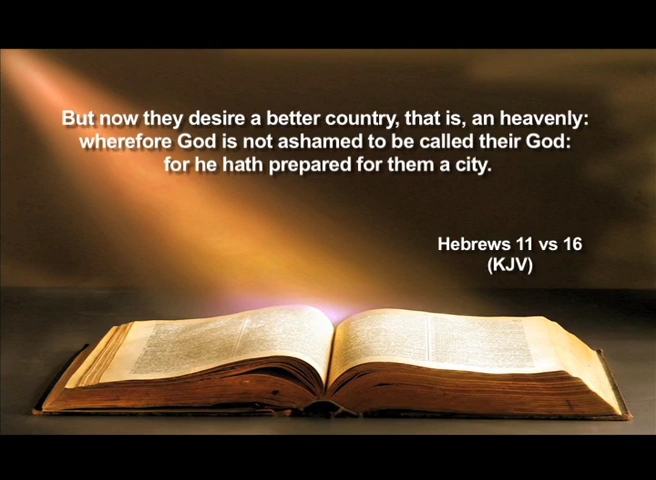 But now they desire a better country, that is, an heavenly:
wherefore God is not ashamed to be called their God:
for he hath prepared for them a city.
Hebrews 11 vs 16
(KJV)